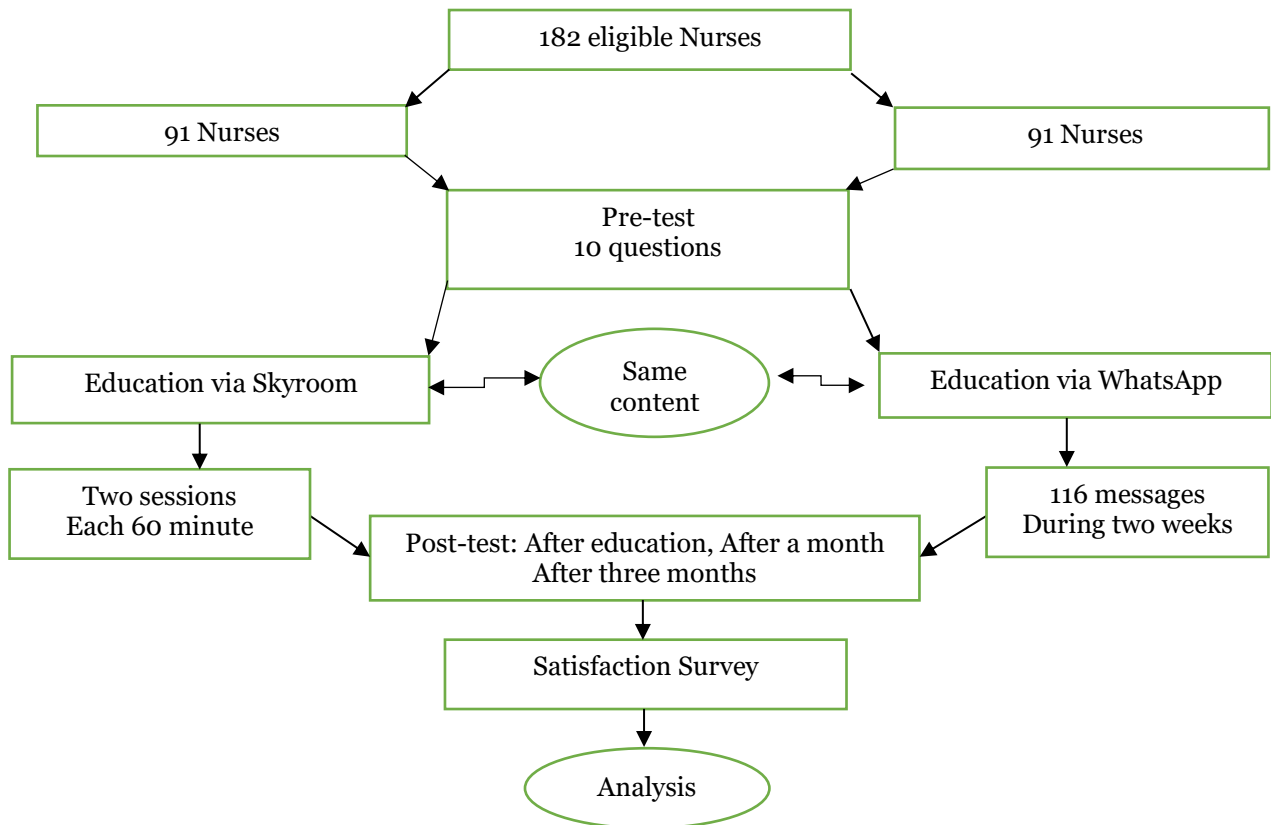 182 eligible Nurses
91 Nurses
91 Nurses
Pre-test
10 questions
Education via Skyroom
Same
content
Education via WhatsApp
Two sessions
Each 60 minute
116 messages
During two weeks
Post-test: After education, After a month
After three months
Satisfaction Survey
Analysis